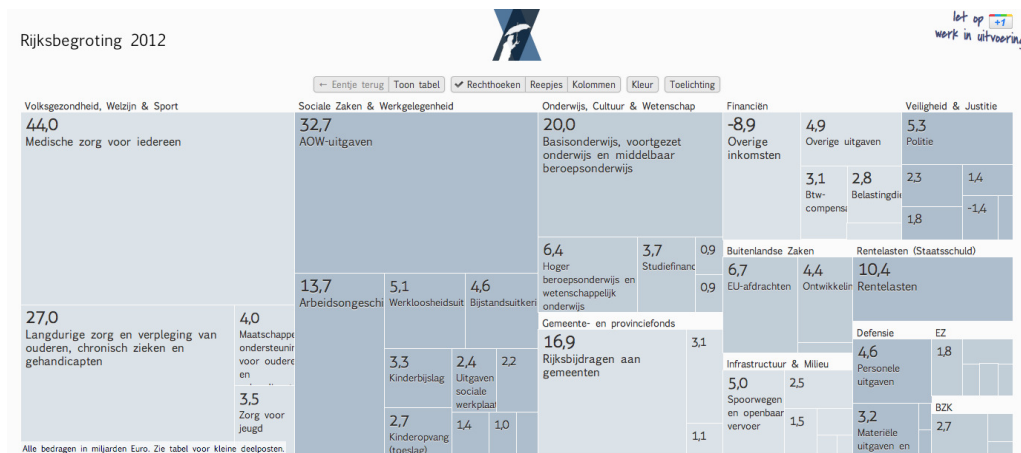 Rijksbegroting 2012
let op +1
werk in uitvoering
← Eentje terug Toon tabel ✔ Rechthoeken Reepjes Kolommen Kleur Toelichting
Volksgezondheid, Welzijn & Sport
44,0
Medische zorg voor iedereen
27,0
Langdurige zorg en verpleging van
ouderen, chronisch zieken en
gehandicapten
4,0
Maatschappe
ondersteunin
voor oudere
en
3,5
Zorg voor
jeugd
Alle bedragen in miljarden Euro. Zie tabel voor kleine deelposten.
Sociale Zaken & Werkgelegenheid
32,7
AOW-uitgaven
13,7
Arbeidsongeschi
5,1
Werkloosheidsuit
4,6
Bijstandsuitkeri
3,3
Kinderbijslag
2,4
Uitgaven
sociale
werkplaat
2,2
2,7
Kinderopvang
(toeslag)
1,4
1,0
Onderwijs, Cultuur & Wetenschap
20,0
Basisonderwijs, voortgezet
onderwijs en middelbaar
beroepsonderwijs
6,4
Hoger
beroepsonderwijs en
wetenschappelijk
onderwijs
3,7
Studiefinanc
0,9
0,9
Gemeente- en provinciefonds
16,9
Rijksbijdragen aan
gemeenten
3,1
1,1
Financiën
-8,9
Overige
inkomsten
4,9
Overige uitgaven
3,1
Btw-
compensa
2,8
Belastingdie
Veiligheid & Justitie
5,3
Politie
2,3
1,4
1,8
-1,4
Buitenlandse Zaken
6,7
EU-afdrachten
4,4
Ontwikkelin
Rentelasten (Staatsschuld)
10,4
Rentelasten
Infrastructuur & Milieu
5,0
Spoorwegen
en openbaar
vervoer
2,5
1,5
Defensie
4,6
Personele
uitgaven
3,2
Materiële
uitgaven en
EZ
1,8
BZK
2,7